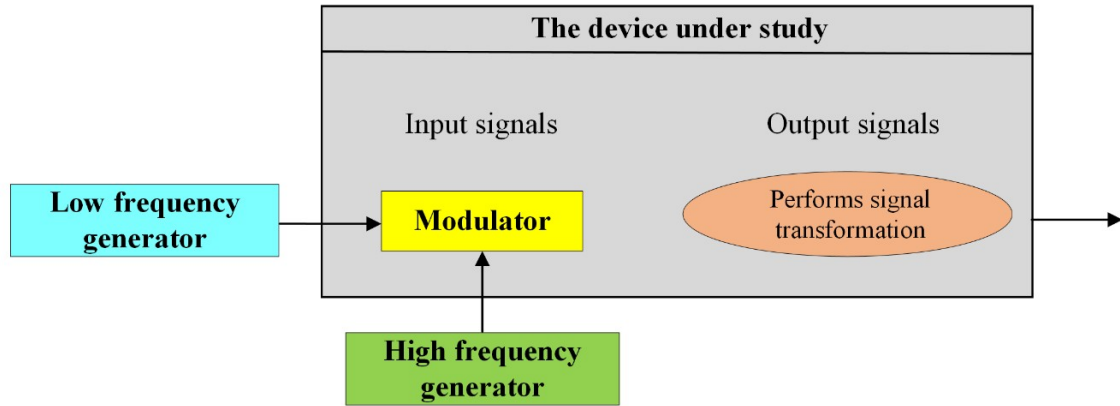 The device under study
Input signals
Output signals
Low frequency
generator
Modulator
Performs signal
transformation
High frequency
generator